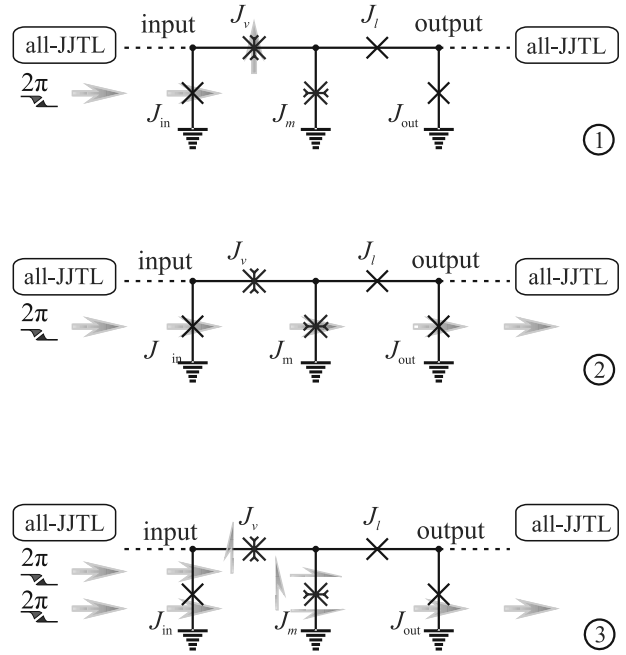 input J_v J_l output
all-JJTL all-JJTL
2π
J_in J_m J_out
1
input J_v J_l output
all-JJTL all-JJTL
2π
J_in J_m J_out
2
input J_v J_l output
all-JJTL all-JJTL
2π
2π
J_in J_m J_out
3